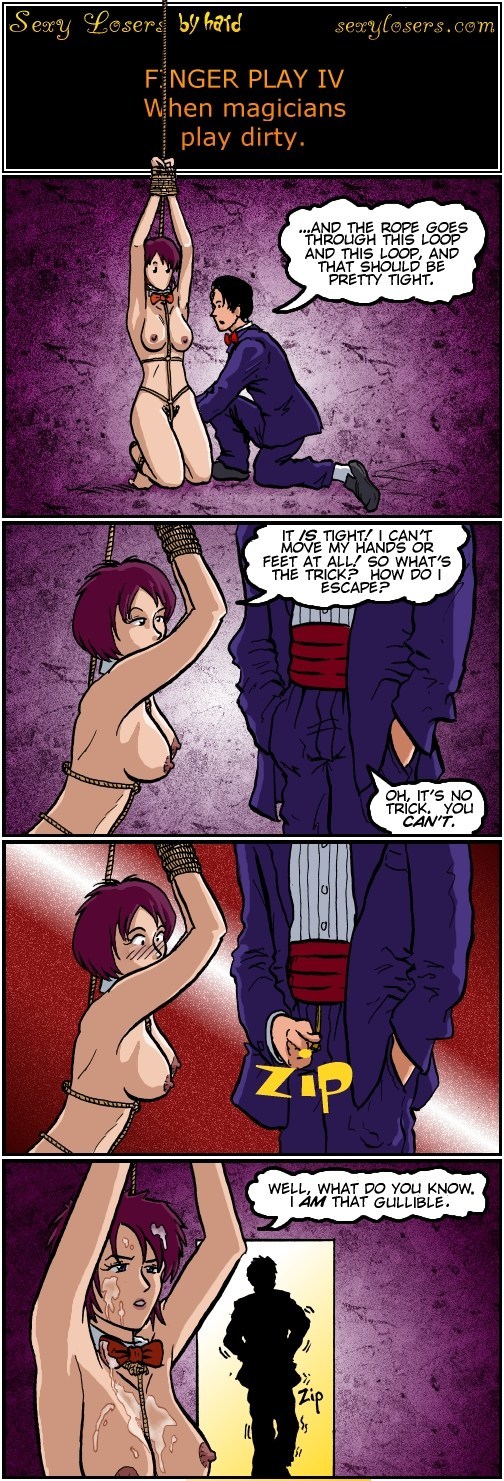 Sexy Losers by hard
sexylosers.com
FINGER PLAY IV
When magicians
play dirty.
...AND THE ROPE GOES
THROUGH THIS LOOP
AND THIS LOOP, AND
THAT SHOULD BE
PRETTY TIGHT.
IT IS TIGHT! I CAN'T
MOVE MY HANDS OR
FEET AT ALL! SO WHAT'S
THE TRICK? HOW DO I
ESCAPE?
OH, IT'S NO
TRICK. YOU
CAN'T.
ZIP
WELL, WHAT DO YOU KNOW.
I AM THAT GULLIBLE.
Zip